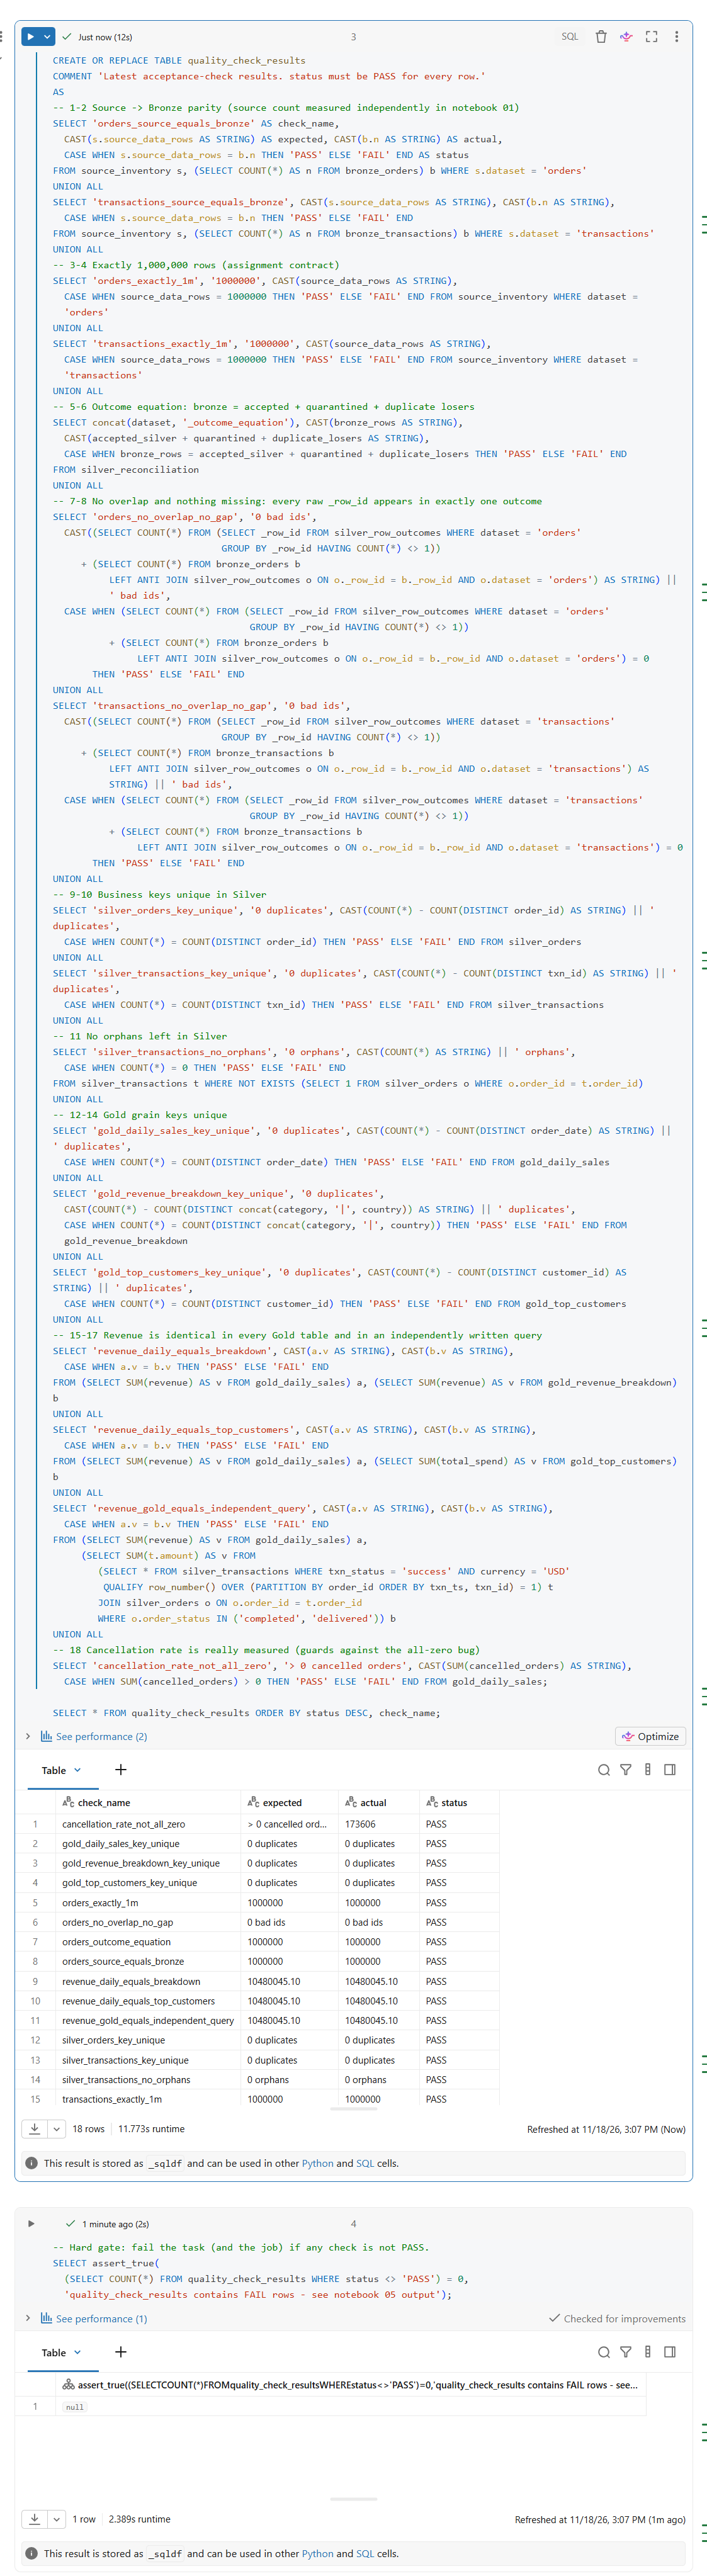 Just now (12s)
3
SQL
CREATE OR REPLACE TABLE quality_check_results
COMMENT 'Latest acceptance-check results. status must be PASS for every row.'
AS
-- 1-2 Source -> Bronze parity (source count measured independently in notebook 01)
SELECT 'orders_source_equals_bronze' AS check_name,
CAST(s.source_data_rows AS STRING) AS expected, CAST(b.n AS STRING) AS actual,
CASE WHEN s.source_data_rows = b.n THEN 'PASS' ELSE 'FAIL' END AS status
FROM source_inventory s, (SELECT COUNT(*) AS n FROM bronze_orders) b WHERE s.dataset = 'orders'
UNION ALL
SELECT 'transactions_source_equals_bronze', CAST(s.source_data_rows AS STRING), CAST(b.n AS STRING),
CASE WHEN s.source_data_rows = b.n THEN 'PASS' ELSE 'FAIL' END
FROM source_inventory s, (SELECT COUNT(*) AS n FROM bronze_transactions) b WHERE s.dataset = 'transactions'
UNION ALL
-- 3-4 Exactly 1,000,000 rows (assignment contract)
SELECT 'orders_exactly_1m', '1000000', CAST(source_data_rows AS STRING),
CASE WHEN source_data_rows = 1000000 THEN 'PASS' ELSE 'FAIL' END FROM source_inventory WHERE dataset =
'orders'
UNION ALL
SELECT 'transactions_exactly_1m', '1000000', CAST(source_data_rows AS STRING),
CASE WHEN source_data_rows = 1000000 THEN 'PASS' ELSE 'FAIL' END FROM source_inventory WHERE dataset =
'transactions'
UNION ALL
-- 5-6 Outcome equation: bronze = accepted + quarantined + duplicate losers
SELECT concat(dataset, '_outcome_equation'), CAST(bronze_rows AS STRING),
CAST(accepted_silver + quarantined + duplicate_losers AS STRING),
CASE WHEN bronze_rows = accepted_silver + quarantined + duplicate_losers THEN 'PASS' ELSE 'FAIL' END
FROM silver_reconciliation
UNION ALL
-- 7-8 No overlap and nothing missing: every raw _row_id appears in exactly one outcome
SELECT 'orders_no_overlap_no_gap', '0 bad ids',
CAST((SELECT COUNT(*) FROM (SELECT _row_id FROM silver_row_outcomes WHERE dataset = 'orders'
GROUP BY _row_id HAVING COUNT(*) <> 1))
+ (SELECT COUNT(*) FROM bronze_orders b
LEFT ANTI JOIN silver_row_outcomes o ON o._row_id = b._row_id AND o.dataset = 'orders') AS STRING) ||
' bad ids',
CASE WHEN (SELECT COUNT(*) FROM (SELECT _row_id FROM silver_row_outcomes WHERE dataset = 'orders'
GROUP BY _row_id HAVING COUNT(*) <> 1))
+ (SELECT COUNT(*) FROM bronze_orders b
LEFT ANTI JOIN silver_row_outcomes o ON o._row_id = b._row_id AND o.dataset = 'orders') = 0
THEN 'PASS' ELSE 'FAIL' END
UNION ALL
SELECT 'transactions_no_overlap_no_gap', '0 bad ids',
CAST((SELECT COUNT(*) FROM (SELECT _row_id FROM silver_row_outcomes WHERE dataset = 'transactions'
GROUP BY _row_id HAVING COUNT(*) <> 1))
+ (SELECT COUNT(*) FROM bronze_transactions b
LEFT ANTI JOIN silver_row_outcomes o ON o._row_id = b._row_id AND o.dataset = 'transactions') AS
STRING) || ' bad ids',
CASE WHEN (SELECT COUNT(*) FROM (SELECT _row_id FROM silver_row_outcomes WHERE dataset = 'transactions'
GROUP BY _row_id HAVING COUNT(*) <> 1))
+ (SELECT COUNT(*) FROM bronze_transactions b
LEFT ANTI JOIN silver_row_outcomes o ON o._row_id = b._row_id AND o.dataset = 'transactions') = 0
THEN 'PASS' ELSE 'FAIL' END
UNION ALL
-- 9-10 Business keys unique in Silver
SELECT 'silver_orders_key_unique', '0 duplicates', CAST(COUNT(*) - COUNT(DISTINCT order_id) AS STRING) || '
duplicates',
CASE WHEN COUNT(*) = COUNT(DISTINCT order_id) THEN 'PASS' ELSE 'FAIL' END FROM silver_orders
UNION ALL
SELECT 'silver_transactions_key_unique', '0 duplicates', CAST(COUNT(*) - COUNT(DISTINCT txn_id) AS STRING) || '
duplicates',
CASE WHEN COUNT(*) = COUNT(DISTINCT txn_id) THEN 'PASS' ELSE 'FAIL' END FROM silver_transactions
UNION ALL
-- 11 No orphans left in Silver
SELECT 'silver_transactions_no_orphans', '0 orphans', CAST(COUNT(*) AS STRING) || ' orphans',
CASE WHEN COUNT(*) = 0 THEN 'PASS' ELSE 'FAIL' END
FROM silver_transactions t WHERE NOT EXISTS (SELECT 1 FROM silver_orders o WHERE o.order_id = t.order_id)
UNION ALL
-- 12-14 Gold grain keys unique
SELECT 'gold_daily_sales_key_unique', '0 duplicates', CAST(COUNT(*) - COUNT(DISTINCT order_date) AS STRING) ||
' duplicates',
CASE WHEN COUNT(*) = COUNT(DISTINCT order_date) THEN 'PASS' ELSE 'FAIL' END FROM gold_daily_sales
UNION ALL
SELECT 'gold_revenue_breakdown_key_unique', '0 duplicates',
CAST(COUNT(*) - COUNT(DISTINCT concat(category, '|', country)) AS STRING) || ' duplicates',
CASE WHEN COUNT(*) = COUNT(DISTINCT concat(category, '|', country)) THEN 'PASS' ELSE 'FAIL' END FROM
gold_revenue_breakdown
UNION ALL
SELECT 'gold_top_customers_key_unique', '0 duplicates', CAST(COUNT(*) - COUNT(DISTINCT customer_id) AS
STRING) || ' duplicates',
CASE WHEN COUNT(*) = COUNT(DISTINCT customer_id) THEN 'PASS' ELSE 'FAIL' END FROM gold_top_customers
UNION ALL
-- 15-17 Revenue is identical in every Gold table and in an independently written query
SELECT 'revenue_daily_equals_breakdown', CAST(a.v AS STRING), CAST(b.v AS STRING),
CASE WHEN a.v = b.v THEN 'PASS' ELSE 'FAIL' END
FROM (SELECT SUM(revenue) AS v FROM gold_daily_sales) a, (SELECT SUM(revenue) AS v FROM gold_revenue_breakdown)
b
UNION ALL
SELECT 'revenue_daily_equals_top_customers', CAST(a.v AS STRING), CAST(b.v AS STRING),
CASE WHEN a.v = b.v THEN 'PASS' ELSE 'FAIL' END
FROM (SELECT SUM(revenue) AS v FROM gold_daily_sales) a, (SELECT SUM(total_spend) AS v FROM gold_top_customers)
b
UNION ALL
SELECT 'revenue_gold_equals_independent_query', CAST(a.v AS STRING), CAST(b.v AS STRING),
CASE WHEN a.v = b.v THEN 'PASS' ELSE 'FAIL' END
FROM (SELECT SUM(revenue) AS v FROM gold_daily_sales) a,
(SELECT SUM(t.amount) AS v FROM
(SELECT * FROM silver_transactions WHERE txn_status = 'success' AND currency = 'USD'
QUALIFY row_number() OVER (PARTITION BY order_id ORDER BY txn_ts, txn_id) = 1) t
JOIN silver_orders o ON o.order_id = t.order_id
WHERE o.order_status IN ('completed', 'delivered')) b
UNION ALL
-- 18 Cancellation rate is really measured (guards against the all-zero bug)
SELECT 'cancellation_rate_not_all_zero', '> 0 cancelled orders', CAST(SUM(cancelled_orders) AS STRING),
CASE WHEN SUM(cancelled_orders) > 0 THEN 'PASS' ELSE 'FAIL' END FROM gold_daily_sales;
SELECT * FROM quality_check_results ORDER BY status DESC, check_name;
See performance (2)
Optimize
Table
check_name expected actual status
1 cancellation_rate_not_all_zero > 0 cancelled ord... 173606 PASS
2 gold_daily_sales_key_unique 0 duplicates 0 duplicates PASS
3 gold_revenue_breakdown_key_unique 0 duplicates 0 duplicates PASS
4 gold_top_customers_key_unique 0 duplicates 0 duplicates PASS
5 orders_exactly_1m 1000000 1000000 PASS
6 orders_no_overlap_no_gap 0 bad ids 0 bad ids PASS
7 orders_outcome_equation 1000000 1000000 PASS
8 orders_source_equals_bronze 1000000 1000000 PASS
9 revenue_daily_equals_breakdown 10480045.10 10480045.10 PASS
10 revenue_daily_equals_top_customers 10480045.10 10480045.10 PASS
11 revenue_gold_equals_independent_query 10480045.10 10480045.10 PASS
12 silver_orders_key_unique 0 duplicates 0 duplicates PASS
13 silver_transactions_key_unique 0 duplicates 0 duplicates PASS
14 silver_transactions_no_orphans 0 orphans 0 orphans PASS
15 transactions_exactly_1m 1000000 1000000 PASS
18 rows 11.773s runtime
Refreshed at 11/18/26, 3:07 PM (Now)
This result is stored as _sqldf and can be used in other Python and SQL cells.
1 minute ago (2s)
4
-- Hard gate: fail the task (and the job) if any check is not PASS.
SELECT assert_true(
(SELECT COUNT(*) FROM quality_check_results WHERE status <> 'PASS') = 0,
'quality_check_results contains FAIL rows - see notebook 05 output');
See performance (1)
Checked for improvements
Table
assert_true((SELECTCOUNT(*)FROMquality_check_resultsWHEREstatus<>'PASS')=0,'quality_check_results contains FAIL rows - see...
1 null
1 row 2.389s runtime
Refreshed at 11/18/26, 3:07 PM (1m ago)
This result is stored as _sqldf and can be used in other Python and SQL cells.